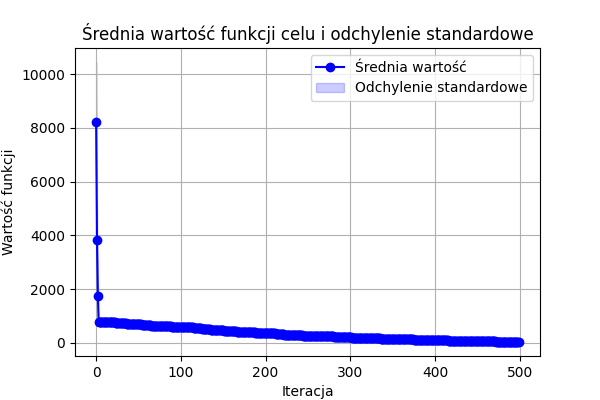 Średnia wartość funkcji celu i odchylenie standardowe
Średnia wartość
Odchylenie standardowe
Wartość funkcji
10000
8000
6000
4000
2000
0
0 100 200 300 400 500
Iteracja